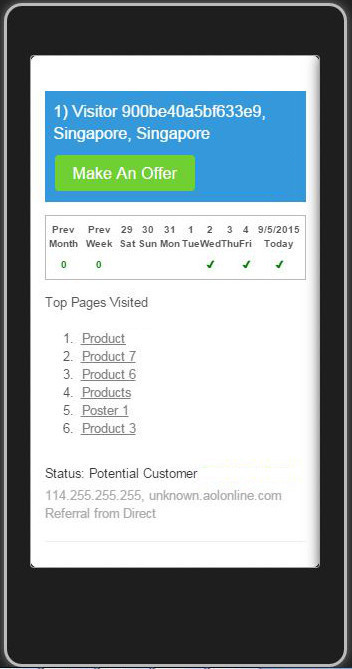 1) Visitor 900be40a5bf633e9,
Singapore, Singapore
Make An Offer
Prev Prev 29 30 31 1 2 3 4 9/5/2015
Month Week Sat Sun Mon Tue Wed Thu Fri Today
0 0 ✔ ✔ ✔
Top Pages Visited
1. Product
2. Product 7
3. Product 6
4. Products
5. Poster 1
6. Product 3
Status: Potential Customer
114.255.255.255, unknown.aolonline.com
Referral from Direct